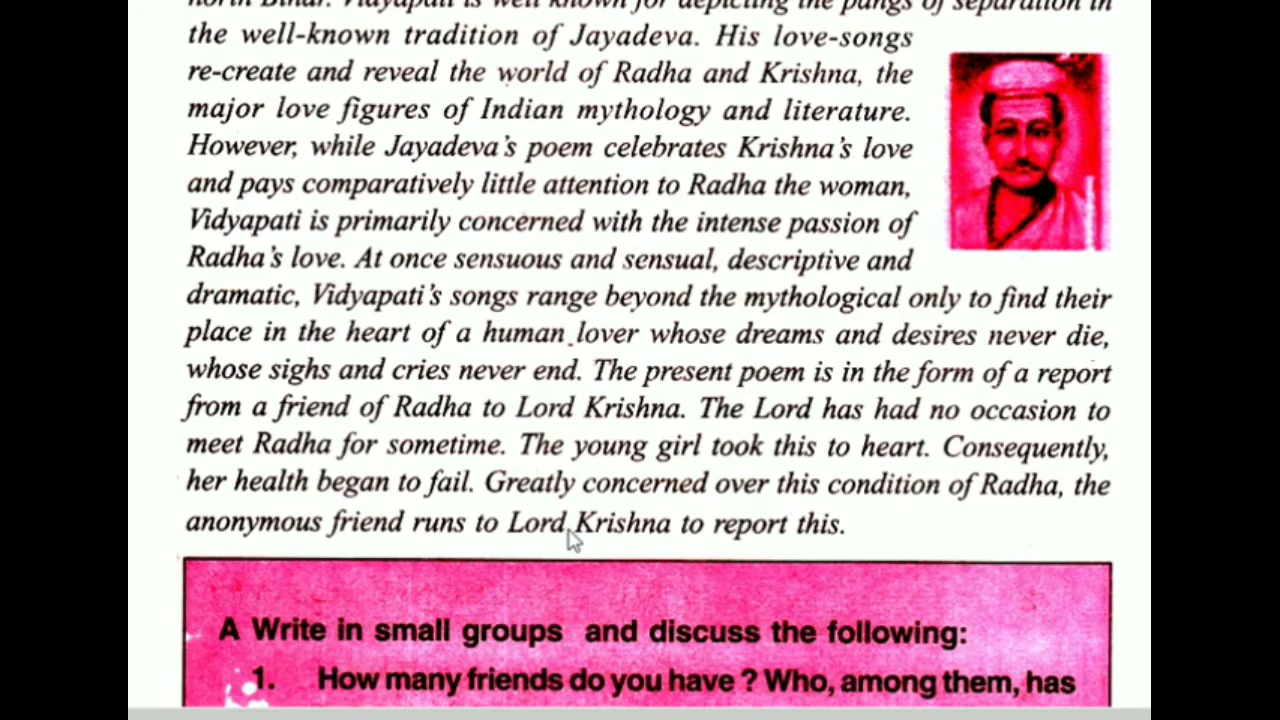 north Bihar. Vidyapati is well known for depicting the pangs of separation in
the well-known tradition of Jayadeva. His love-songs
re-create and reveal the world of Radha and Krishna, the
major love figures of Indian mythology and literature.
However, while Jayadeva's poem celebrates Krishna's love
and pays comparatively little attention to Radha the woman,
Vidyapati is primarily concerned with the intense passion of
Radha's love. At once sensuous and sensual, descriptive and
dramatic, Vidyapati's songs range beyond the mythological only to find their
place in the heart of a human lover whose dreams and desires never die,
whose sighs and cries never end. The present poem is in the form of a report
from a friend of Radha to Lord Krishna. The Lord has had no occasion to
meet Radha for sometime. The young girl took this to heart. Consequently,
her health began to fail. Greatly concerned over this condition of Radha, the
anonymous friend runs to Lord Krishna to report this.
A Write in small groups and discuss the following:
1. How many friends do you have ? Who, among them, has